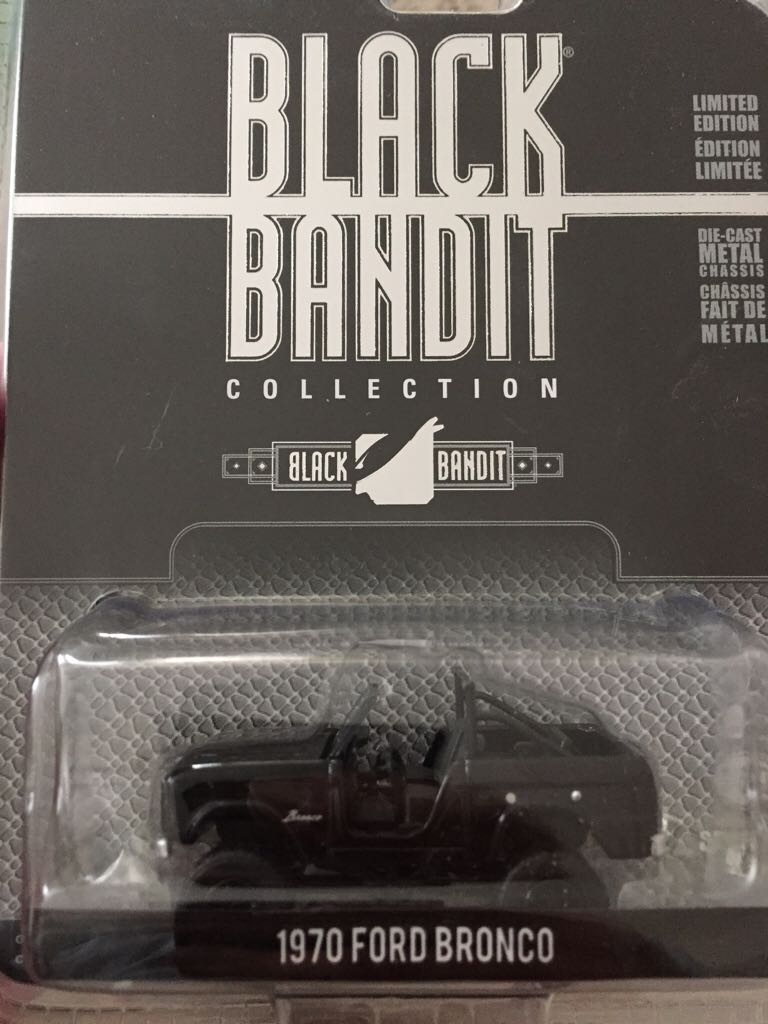 BLACK
BANDIT
®
COLLECTION
LIMITED
EDITION
ÉDITION
LIMITÉE
DIE-CAST
METAL
CHASSIS
CHÂSSIS
FAIT DE
MÉTAL
BLACK BANDIT
Bronco
1970 FORD BRONCO